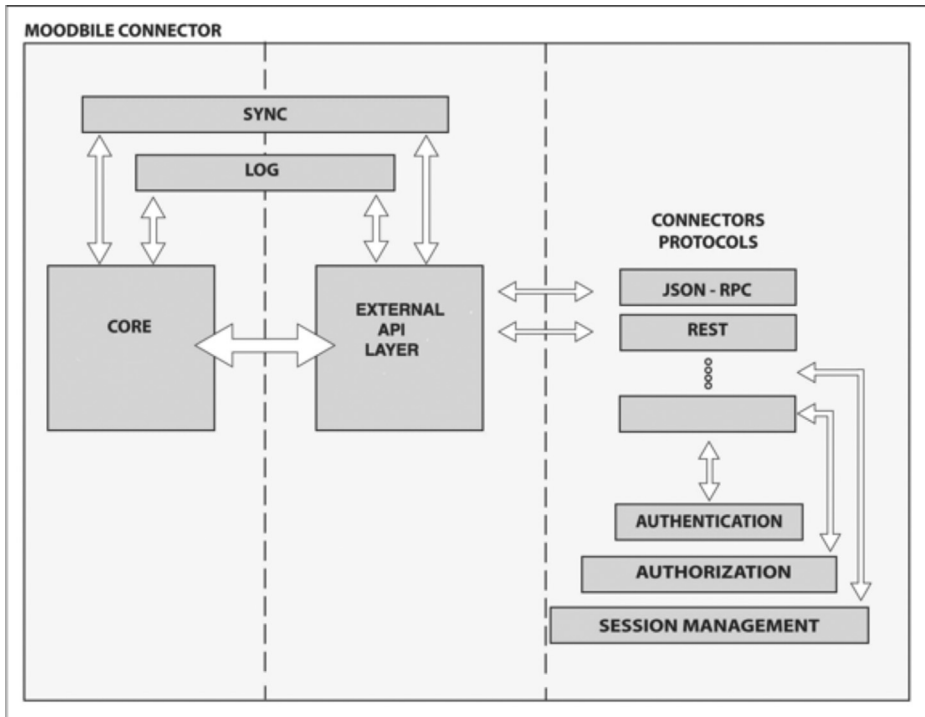 MOODBILE CONNECTOR
SYNC
LOG
CONNECTORS
PROTOCOLS
JSON - RPC
CORE
EXTERNAL
API
LAYER
REST
AUTHENTICATION
AUTHORIZATION
SESSION MANAGEMENT